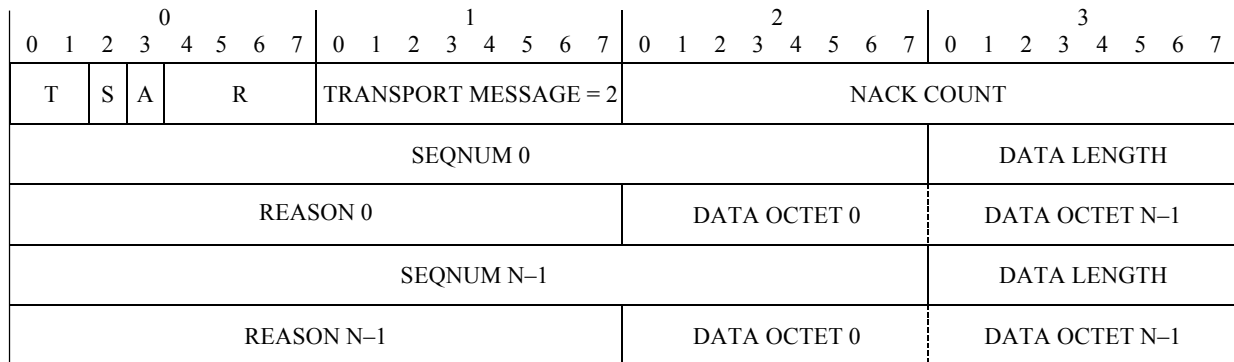 0 1 2 3
0 1 2 3 4 5 6 7 0 1 2 3 4 5 6 7 0 1 2 3 4 5 6 7 0 1 2 3 4 5 6 7
T S A R TRANSPORT MESSAGE = 2 NACK COUNT
SEQNUM 0 DATA LENGTH
REASON 0 DATA OCTET 0 DATA OCTET N–1
SEQNUM N–1 DATA LENGTH
REASON N–1 DATA OCTET 0 DATA OCTET N–1